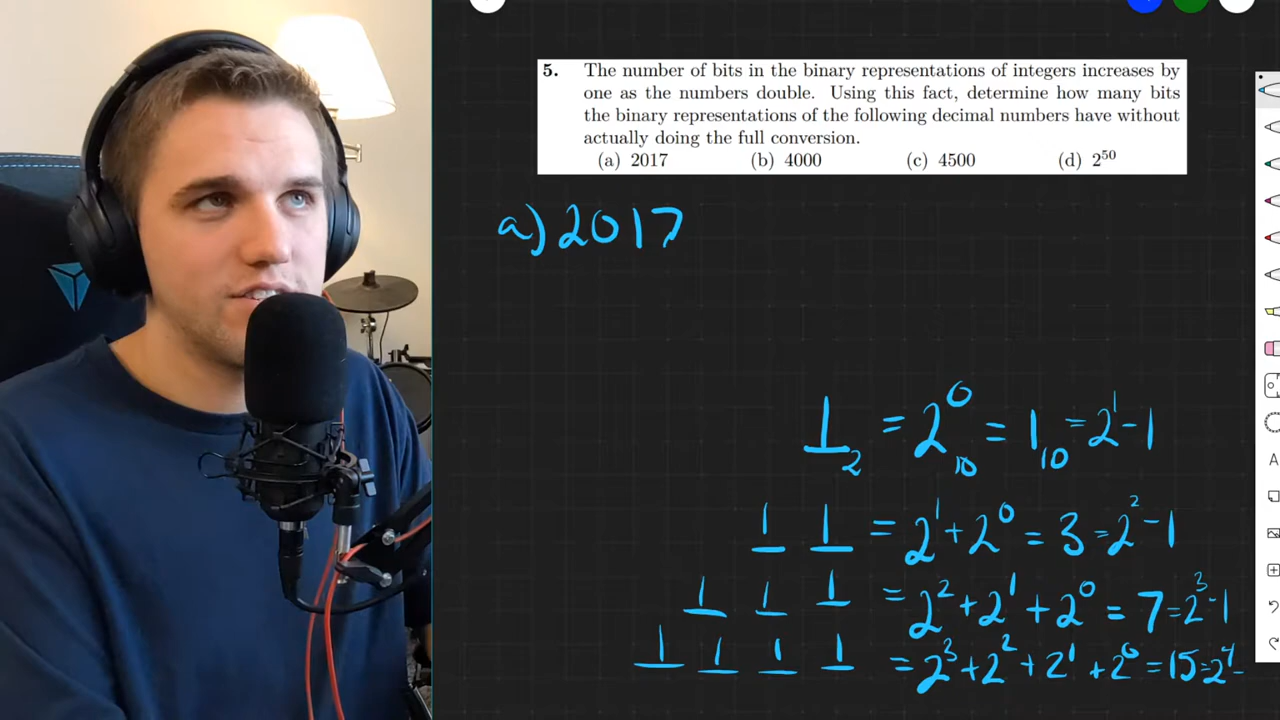 5. The number of bits in the binary representations of integers increases by
one as the numbers double. Using this fact, determine how many bits
the binary representations of the following decimal numbers have without
actually doing the full conversion.
(a) 2017 (b) 4000 (c) 4500 (d) 2⁵⁰
a) 2017
1₂ = 2⁰₁₀ = 1₁₀ = 2¹-1
1 1 = 2¹+2⁰ = 3 = 2²-1
1 1 1 = 2²+2¹+2⁰ = 7 = 2³-1
1 1 1 1 = 2³+2²+2¹+2⁰ = 15 = 2⁴-
A